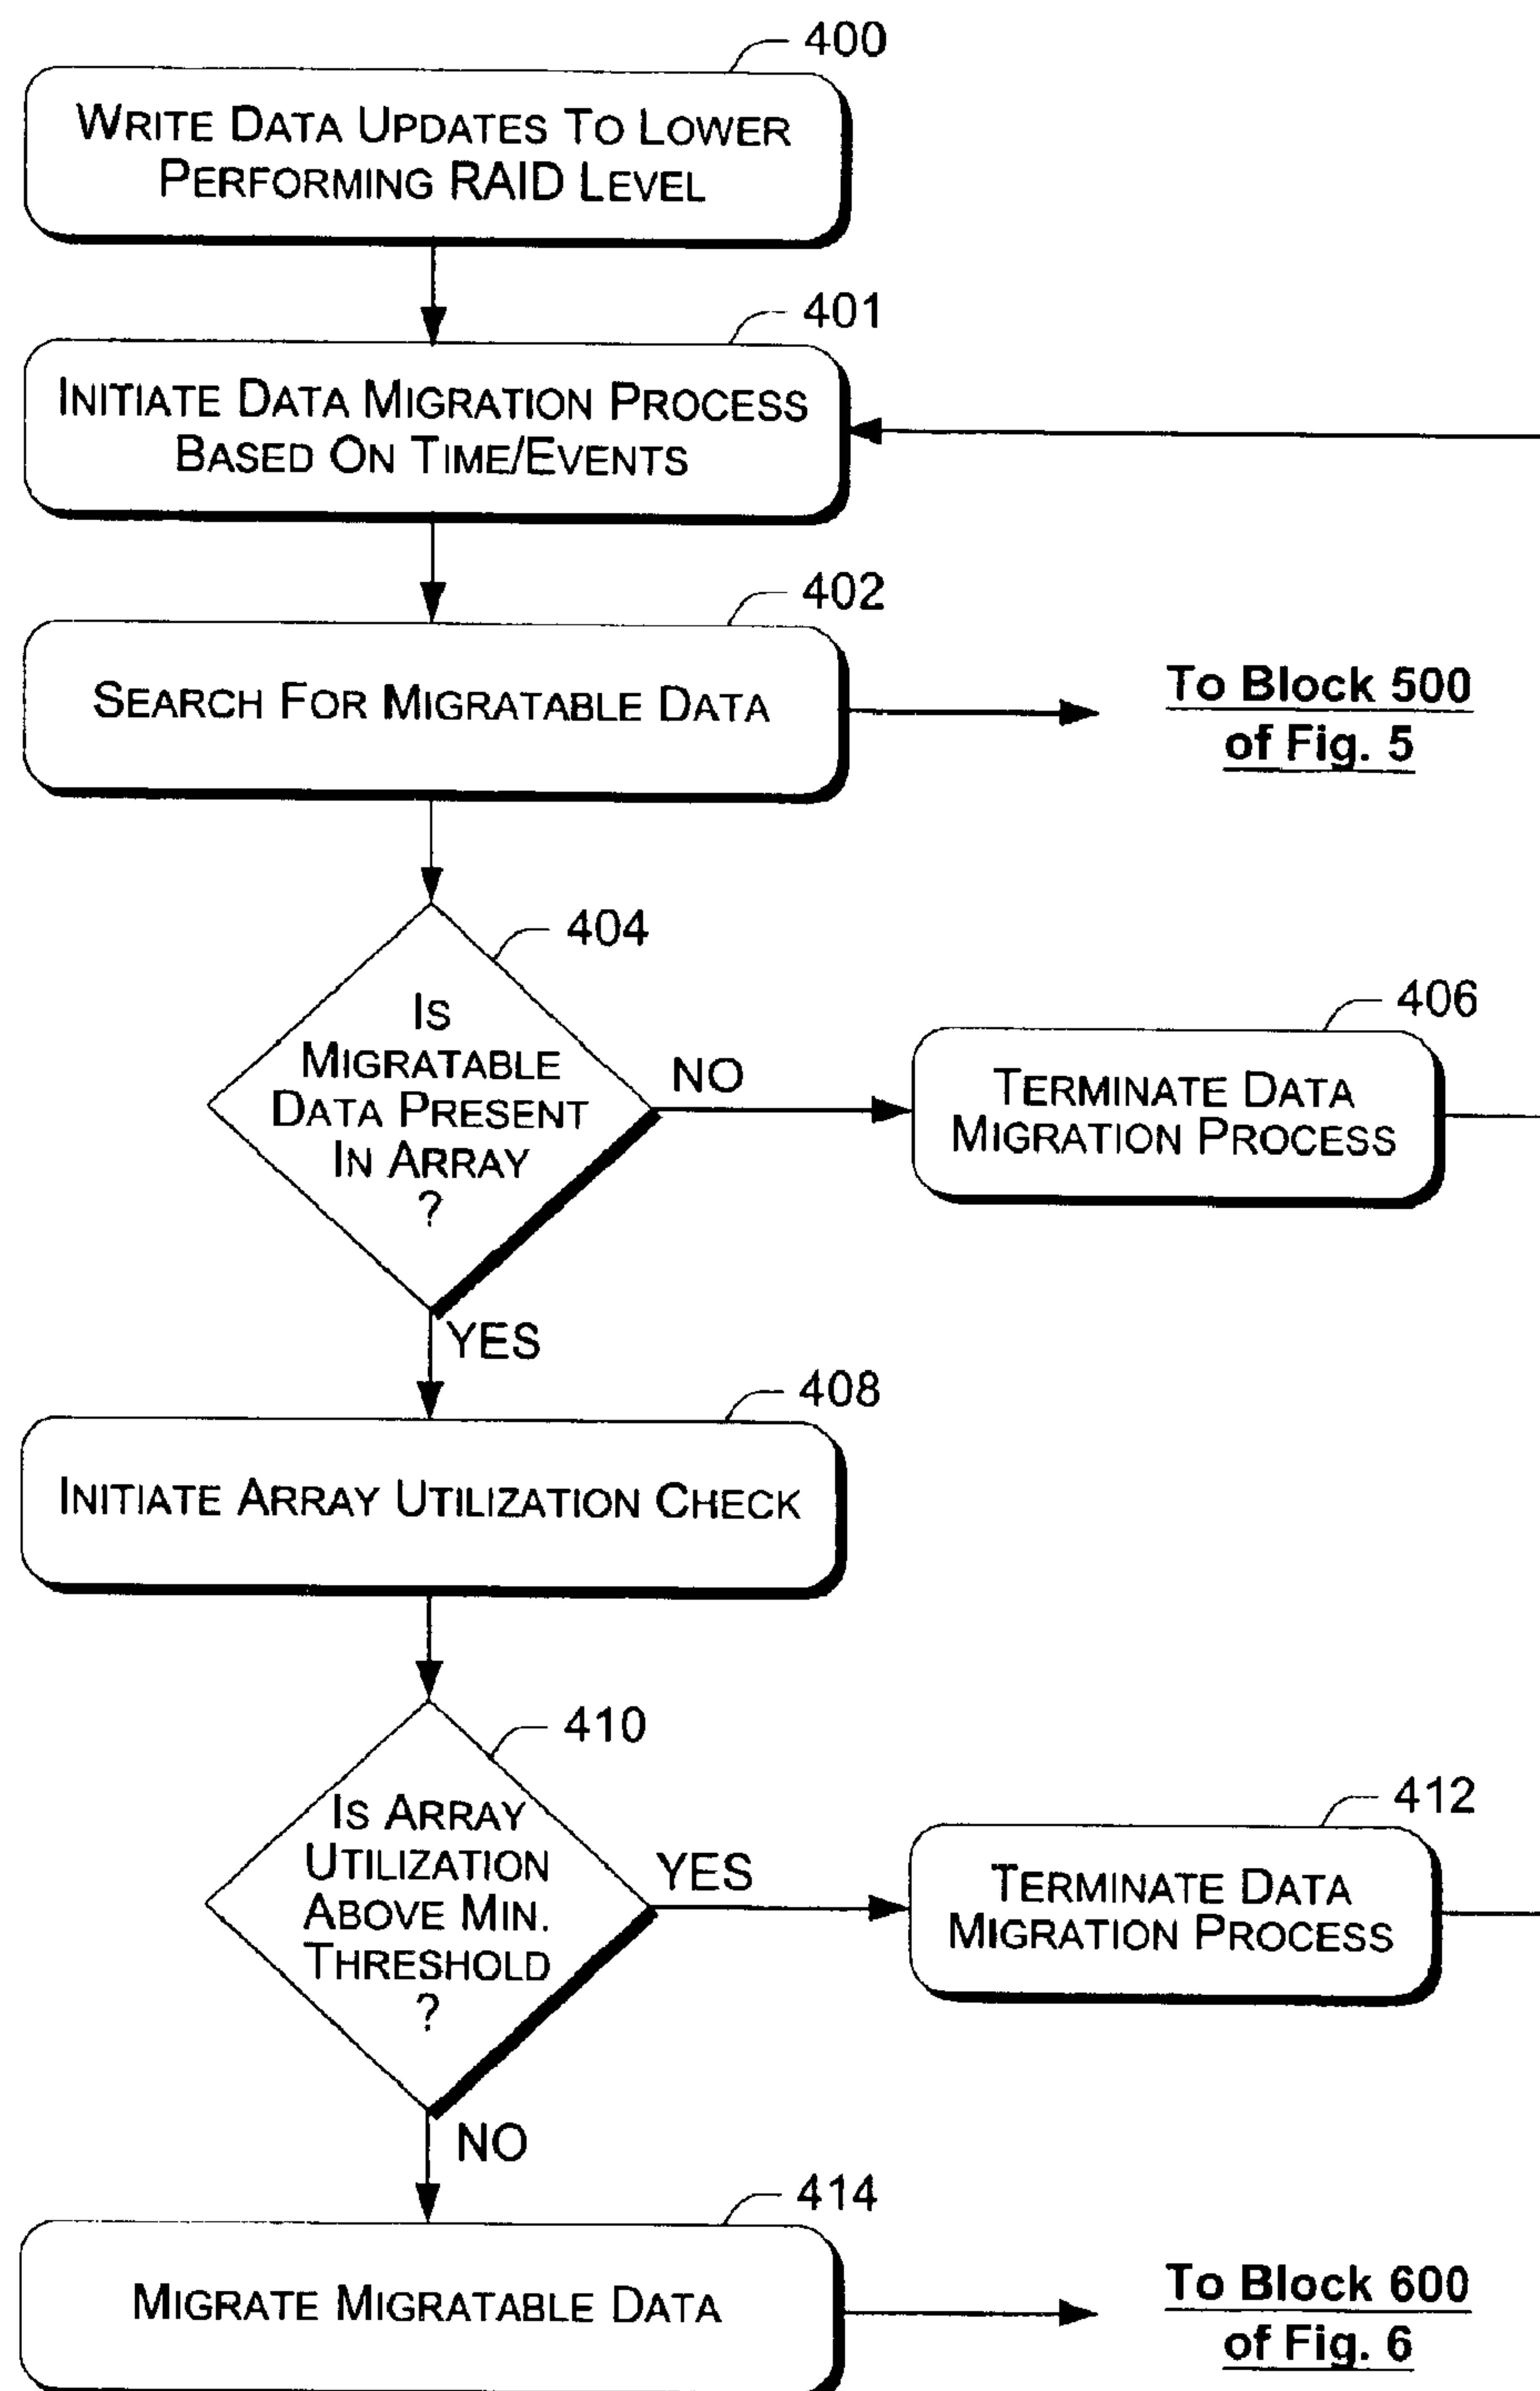 400
WRITE DATA UPDATES TO LOWER
PERFORMING RAID LEVEL
401
INITIATE DATA MIGRATION PROCESS
BASED ON TIME/EVENTS
402
SEARCH FOR MIGRATABLE DATA
To Block 500
of Fig. 5
404
IS
MIGRATABLE
DATA PRESENT
IN ARRAY
?
NO
406
TERMINATE DATA
MIGRATION PROCESS
YES
408
INITIATE ARRAY UTILIZATION CHECK
410
IS ARRAY
UTILIZATION
ABOVE MIN.
THRESHOLD
?
YES
412
TERMINATE DATA
MIGRATION PROCESS
NO
414
MIGRATE MIGRATABLE DATA
To Block 600
of Fig. 6